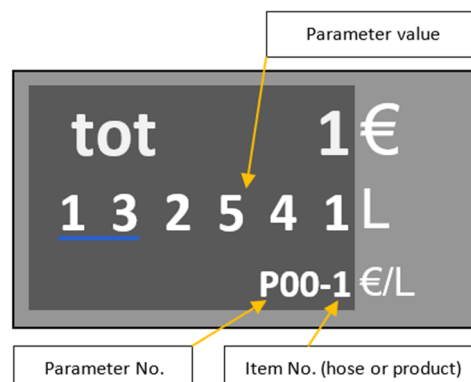 Parameter value
tot 1 €
1 3 2 5 4 1 L
P00-1 €/L
Parameter No.
Item No. (hose or product)